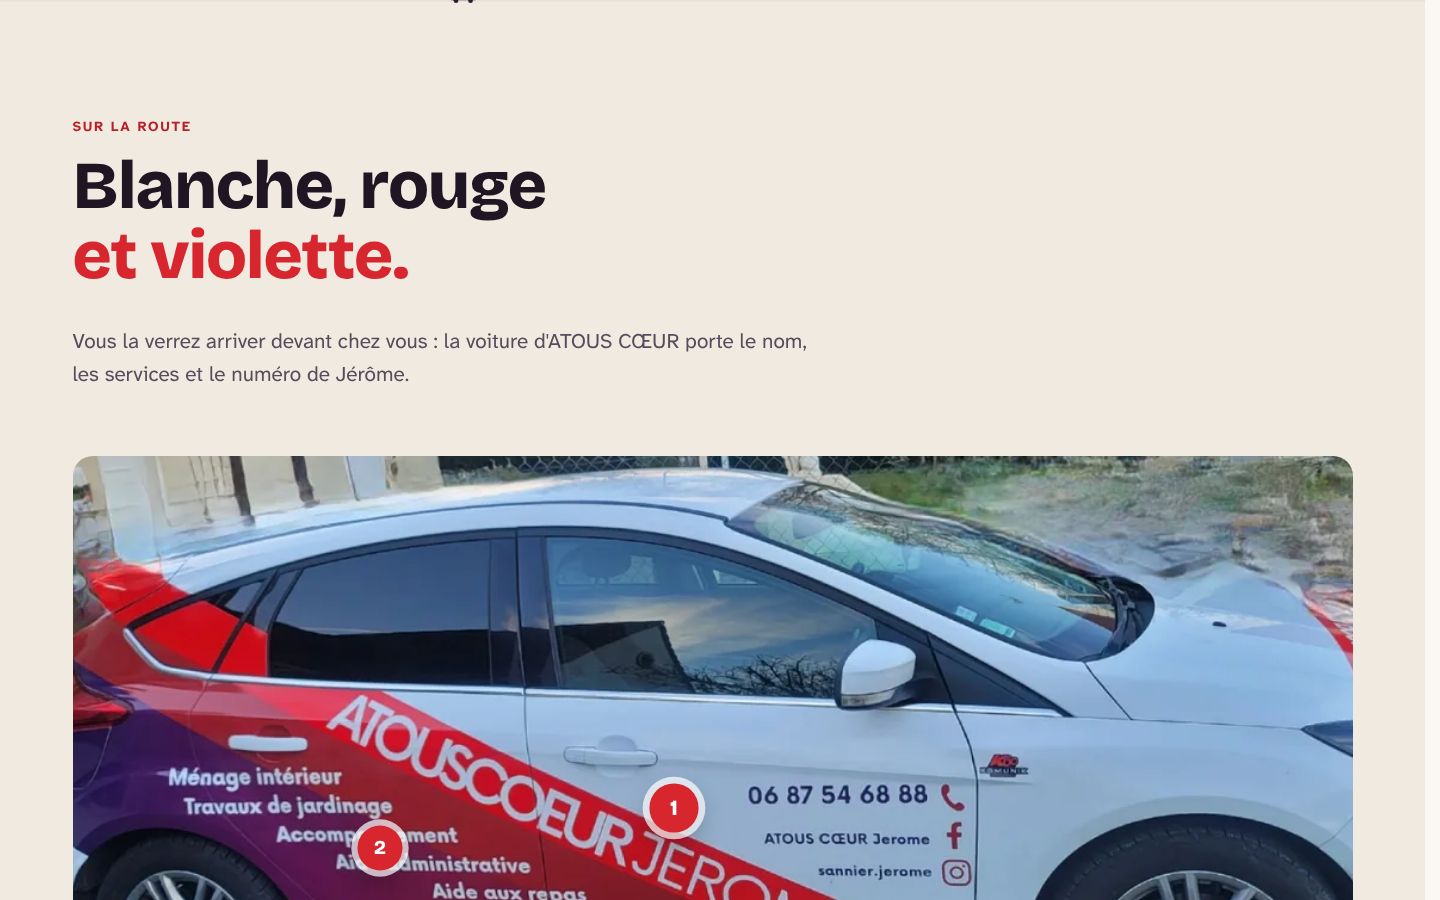 SUR LA ROUTE
Blanche, rouge
et violette.
Vous la verrez arriver devant chez vous : la voiture d'ATOUS CŒUR porte le nom,
les services et le numéro de Jérôme.
ATOUSCOEUR JEROM
Ménage intérieur
Travaux de jardinage
Accomp ment
Ai dministrative
Aide aux repas
1
2
06 87 54 68 88
ATOUS CŒUR Jerome
sannier.jerome
KOMUNIK